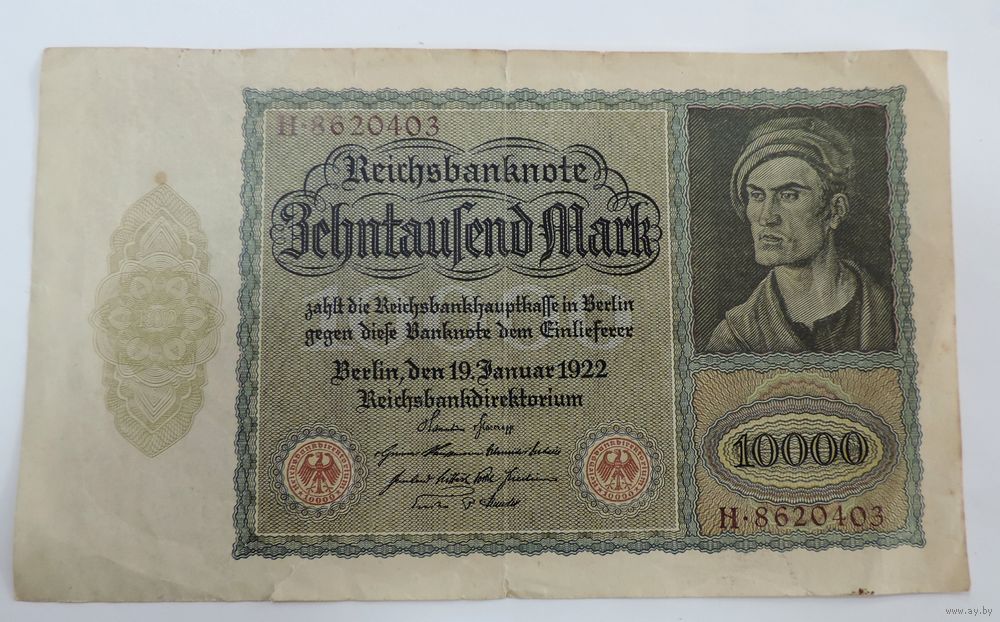 H·8620403
Reichsbanknote
Zehntausend Mark
zahlt die Reichsbankhauptkasse in Berlin
gegen diese Banknote dem Einlieferer
Berlin, den 19. Januar 1922
Reichsbankdirektorium
10000
H·8620403
www.ay.by